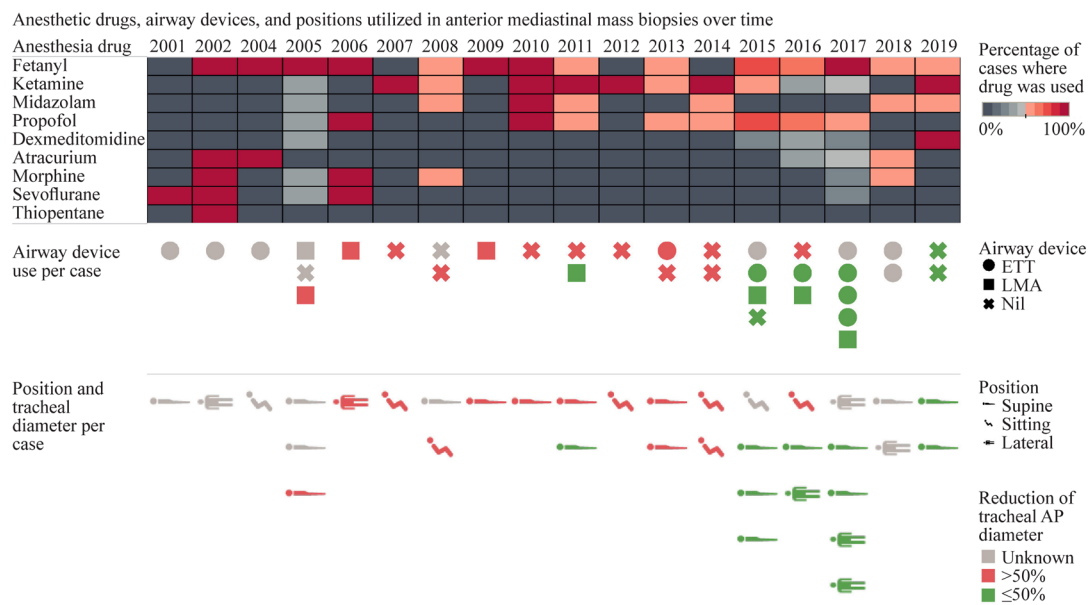 Anesthetic drugs, airway devices, and positions utilized in anterior mediastinal mass biopsies over time
Anesthesia drug 2001 2002 2004 2005 2006 2007 2008 2009 2010 2011 2012 2013 2014 2015 2016 2017 2018 2019
Fetanyl
Ketamine
Midazolam
Propofol
Dexmeditomidine
Atracurium
Morphine
Sevoflurane
Thiopentane
Percentage of
cases where
drug was used
0% 100%
Airway device
use per case
Airway device
ETT
LMA
Nil
Position and
tracheal
diameter per
case
Position
Supine
Sitting
Lateral
Reduction of
tracheal AP
diameter
Unknown
>50%
≤50%